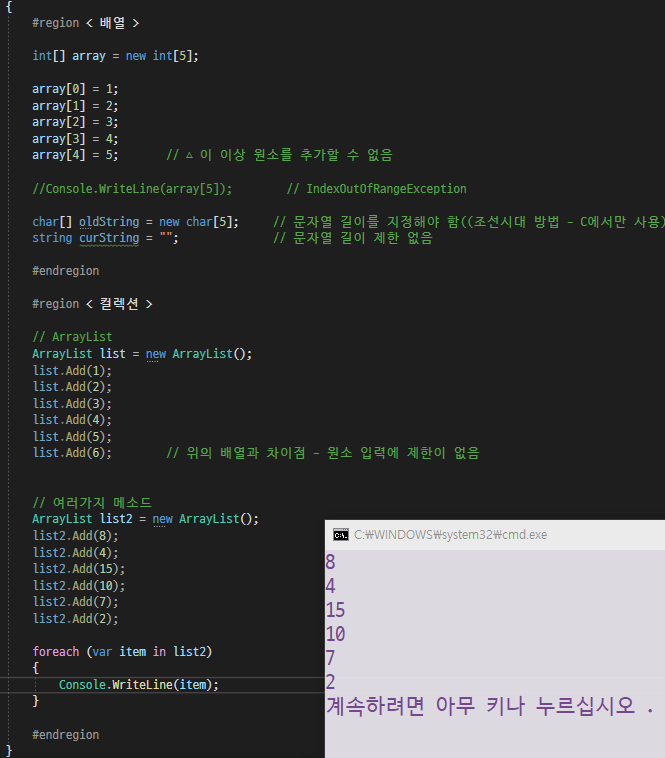 {
#region < 배열 >
int[] array = new int[5];
array[0] = 1;
array[1] = 2;
array[2] = 3;
array[3] = 4;
array[4] = 5; // △ 이 이상 원소를 추가할 수 없음
//Console.WriteLine(array[5]); // IndexOutOfRangeException
char[] oldString = new char[5]; // 문자열 길이를 지정해야 함((조선시대 방법 - C에서만 사용)
string curString = ""; // 문자열 길이 제한 없음
#endregion
#region < 컬렉션 >
// ArrayList
ArrayList list = new ArrayList();
list.Add(1);
list.Add(2);
list.Add(3);
list.Add(4);
list.Add(5);
list.Add(6); // 위의 배열과 차이점 - 원소 입력에 제한이 없음
// 여러가지 메소드
ArrayList list2 = new ArrayList();
list2.Add(8);
list2.Add(4);
list2.Add(15);
list2.Add(10);
list2.Add(7);
list2.Add(2);
foreach (var item in list2)
{
Console.WriteLine(item);
}
#endregion
}
C:₩WINDOWS₩system32₩cmd.exe
8
4
15
10
7
2
계속하려면 아무 키나 누르십시오 .